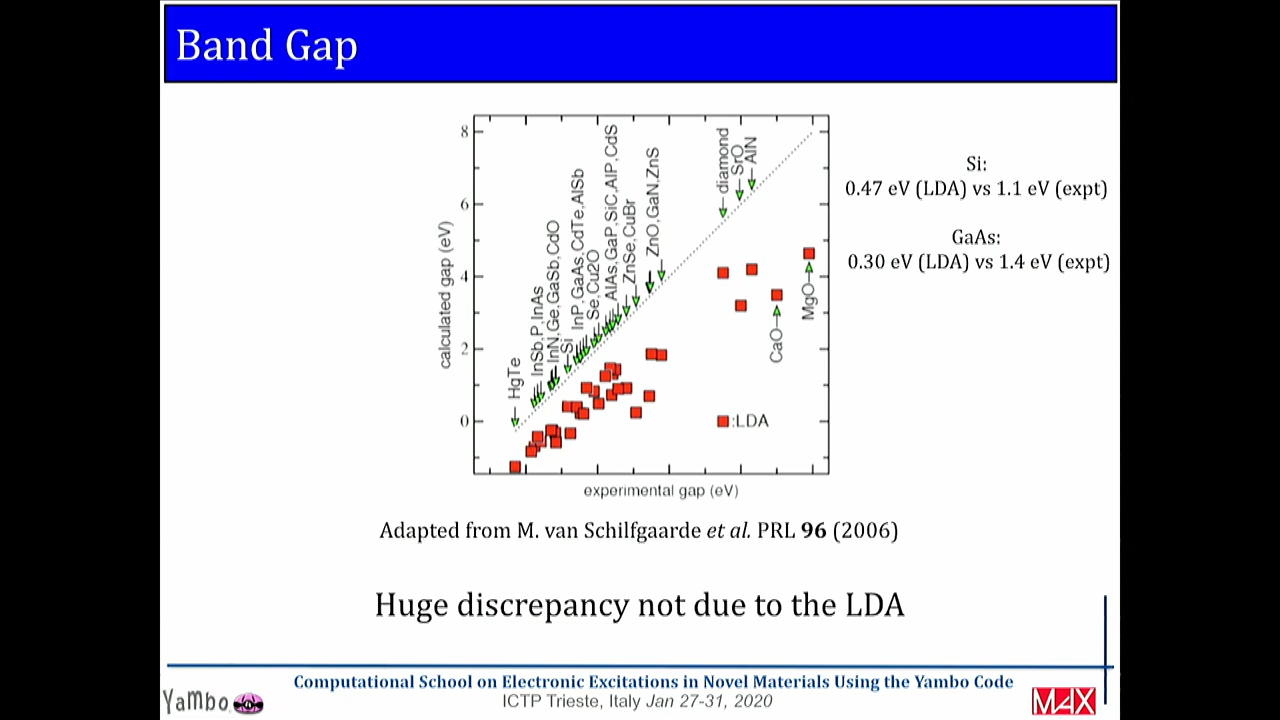 Band Gap
calculated gap (eV)
8
6
4
2
0
HgTe
InSb,P,InAs
InN,Ge,GaSb,CdO
Si
InP,GaAs,CdTe,AlSb
Se,Cu2O
AlAs,GaP,SiC,AlP,CdS
ZnSe,CuBr
ZnO,GaN,ZnS
diamond
SrO
AlN
CaO
MgO
:LDA
experimental gap (eV)
Si:
0.47 eV (LDA) vs 1.1 eV (expt)
GaAs:
0.30 eV (LDA) vs 1.4 eV (expt)
Adapted from M. van Schilfgaarde et al. PRL 96 (2006)
Huge discrepancy not due to the LDA
Computational School on Electronic Excitations in Novel Materials Using the Yambo Code
ICTP Trieste, Italy Jan 27-31, 2020
Yambo
MAX